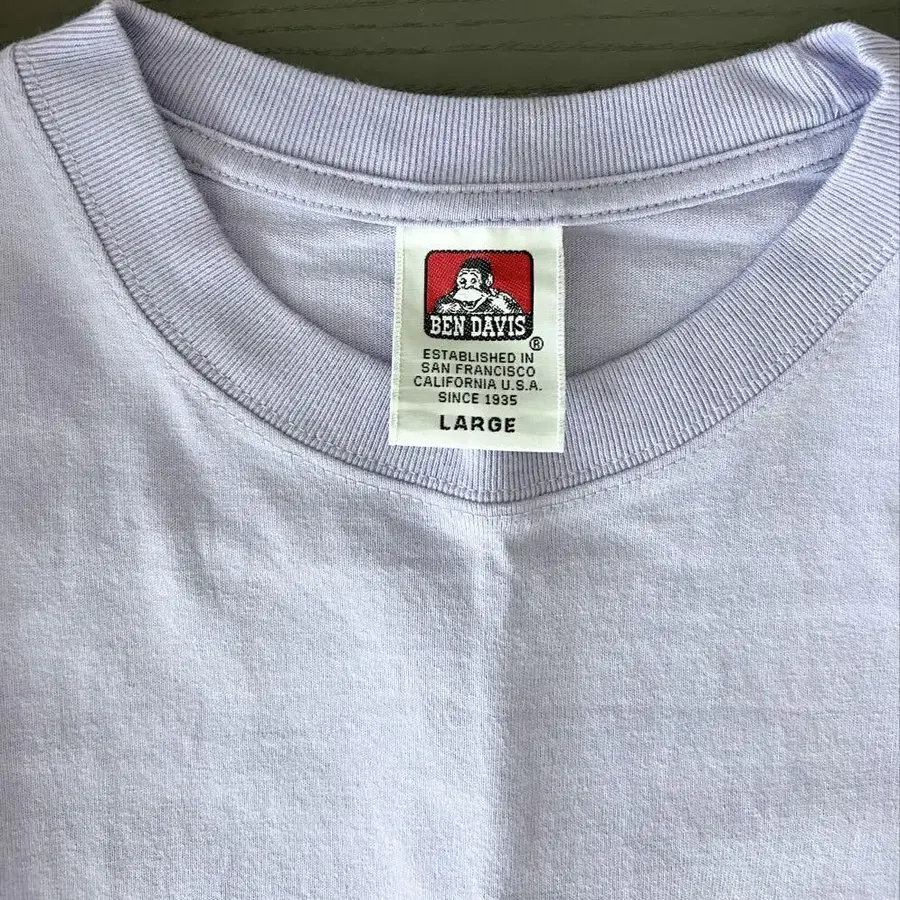 BEN DAVIS
®
ESTABLISHED IN
SAN FRANCISCO
CALIFORNIA U.S.A.
SINCE 1935
LARGE